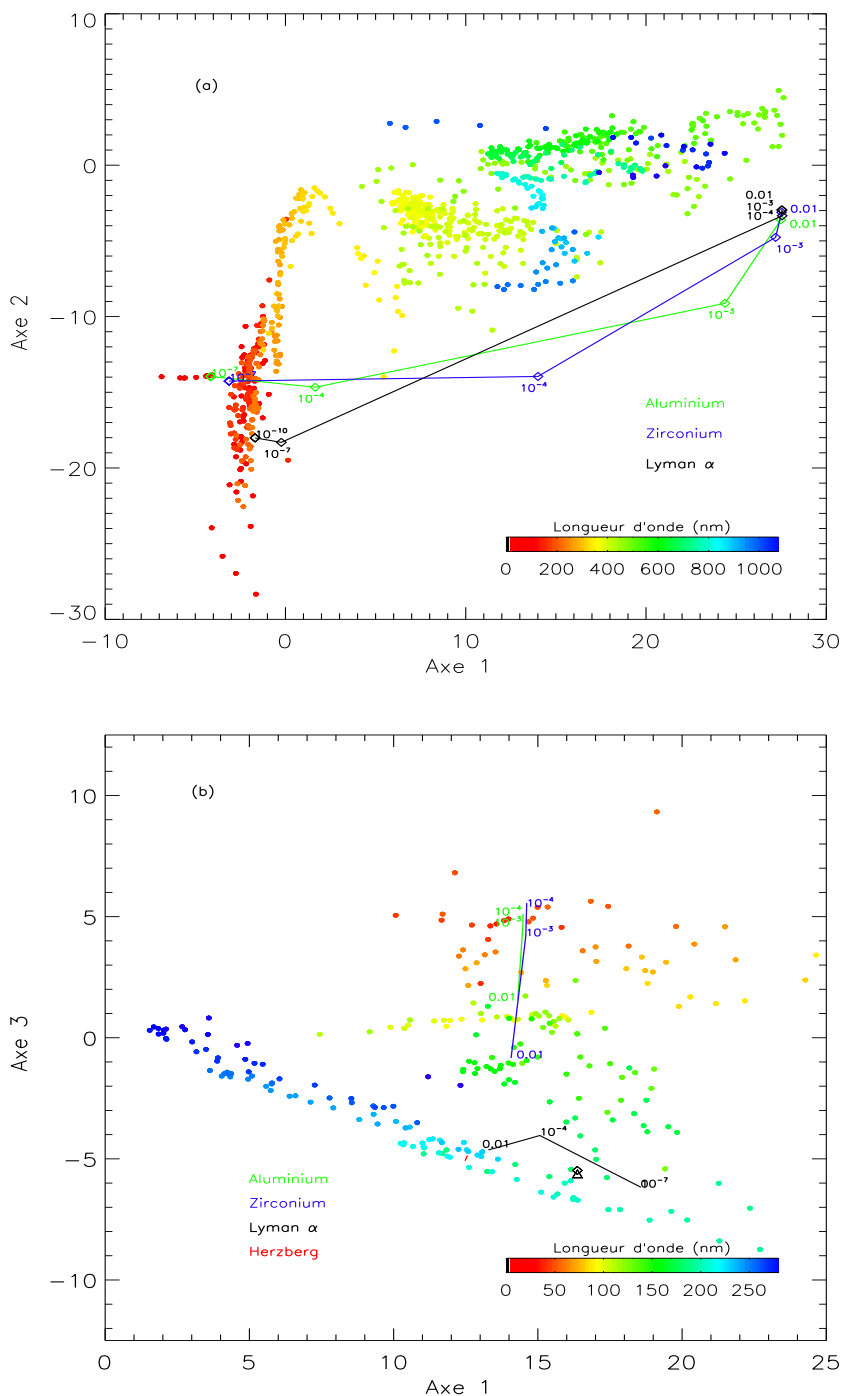 10
(a)
0
0.01
10⁻³
10⁻⁴
0.01
0.01
10⁻³
10⁻³
Axe 2
−10
10⁻⁷
10⁻⁷
10⁻⁴
10⁻⁴
10⁻¹⁰
10⁻⁷
Aluminium
Zirconium
Lyman α
−20
Longueur d'onde (nm)
0 200 400 600 800 1000
−30
−10 0 10 20 30
Axe 1
10
(b)
5
10⁻⁴
10⁻⁴
10⁻³
10⁻³
0.01
Axe 3
0
0.01
10⁻⁴
0.01
−5
Aluminium
Zirconium
Lyman α
Herzberg
Longueur d'onde (nm)
0 50 100 150 200 250
−10
0 5 10 15 20 25
Axe 1